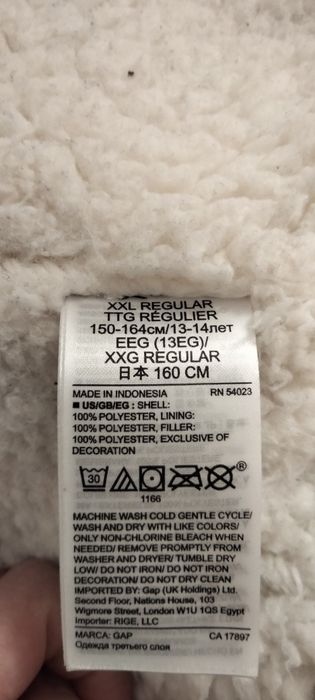 XXL REGULAR
TTG RÉGULIER
150-164см/13-14лет
EEG (13EG)/
XXG REGULAR
日本 160 CM
MADE IN INDONESIA RN 54023
■ US/GB/EG : SHELL:
100% POLYESTER, LINING:
100% POLYESTER, FILLER:
100% POLYESTER, EXCLUSIVE OF
DECORATION
30 ®
1166
MACHINE WASH COLD GENTLE CYCLE/
WASH AND DRY WITH LIKE COLORS/
ONLY NON-CHLORINE BLEACH WHEN
NEEDED/ REMOVE PROMPTLY FROM
WASHER AND DRYER/ TUMBLE DRY
LOW/ DO NOT IRON/ DO NOT IRON
DECORATION/ DO NOT DRY CLEAN
IMPORTED BY: Gap (UK Holdings) Ltd.
Second Floor, Nations House, 103
Wigmore Street, London W1U 1QS Egypt
Importer: RIGE, LLC
MARCA: GAP CA 17897
Одежда третьего слоя